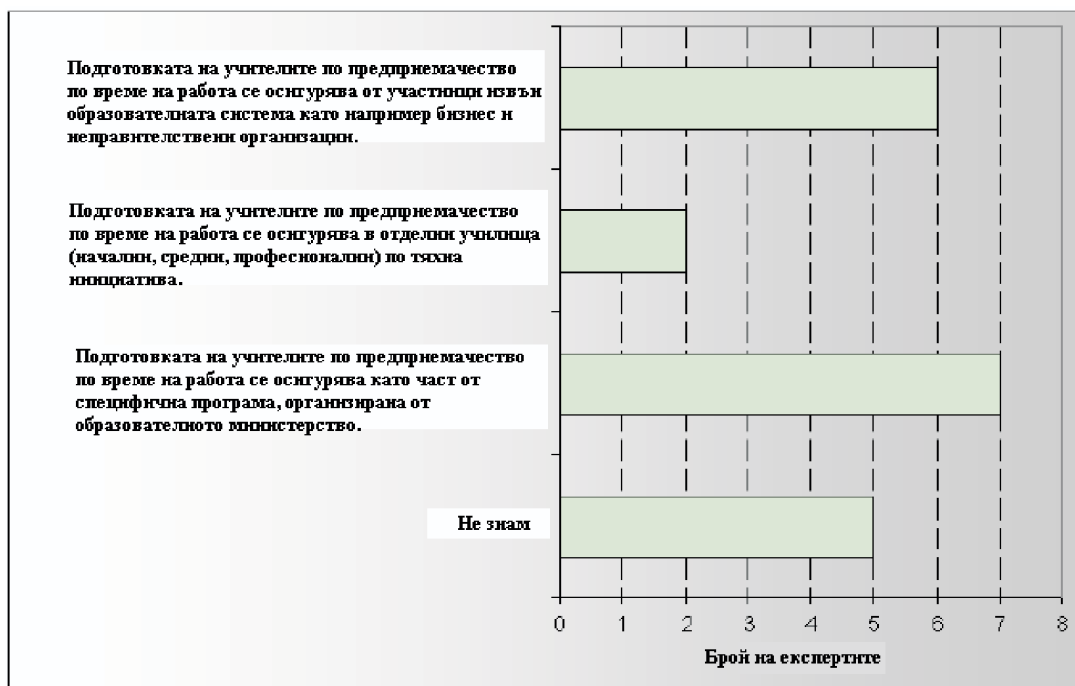 Подготовката на учителите по предприемачество
по време на работа се осигурява от участници извън
образователната система като например бизнес и
неправителствени организации.
Подготовката на учителите по предприемачество
по време на работа се осигурява в отделни училища
(начални, средни, професионални) по тяхна
инициатива.
Подготовката на учителите по предприемачество
по време на работа се осигурява като част от
специфична програма, организирана от
образователното министерство.
Не знам
0 1 2 3 4 5 6 7 8
Брой на експертите